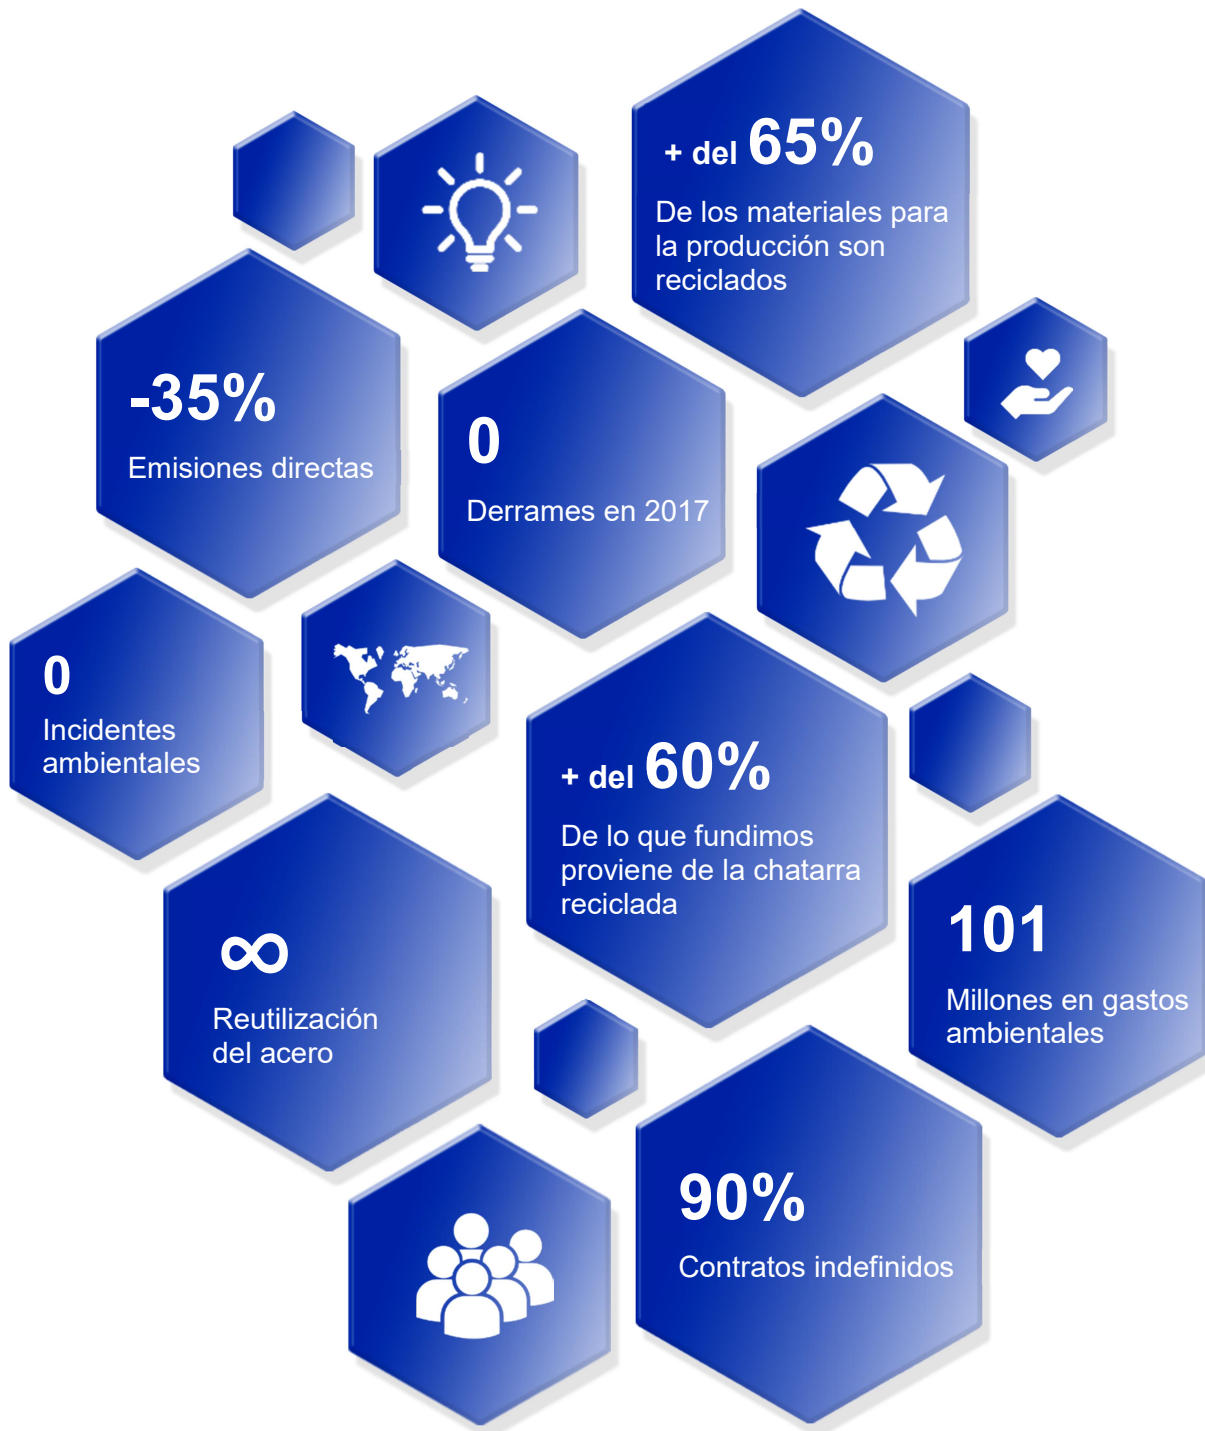 + del 65%
De los materiales para
la producción son
reciclados
-35%
Emisiones directas
0
Derrames en 2017
0
Incidentes
ambientales
+ del 60%
De lo que fundimos
proviene de la chatarra
reciclada
∞
Reutilización
del acero
101
Millones en gastos
ambientales
90%
Contratos indefinidos